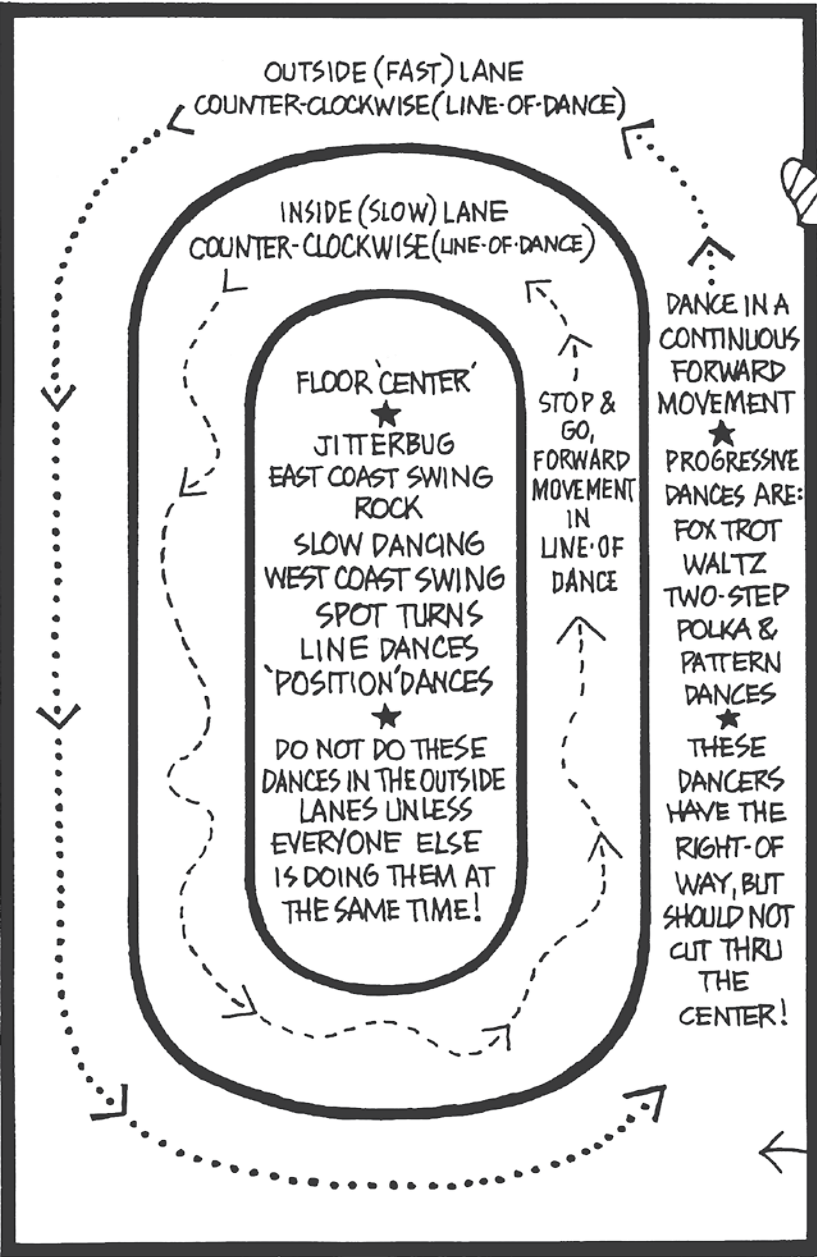 OUTSIDE (FAST) LANE
COUNTER-CLOCKWISE (LINE-OF-DANCE)
INSIDE (SLOW) LANE
COUNTER-CLOCKWISE (LINE-OF-DANCE)
FLOOR 'CENTER'
★
JITTERBUG
EAST COAST SWING
ROCK
SLOW DANCING
WEST COAST SWING
SPOT TURNS
LINE DANCES
'POSITION' DANCES
★
DO NOT DO THESE
DANCES IN THE OUTSIDE
LANES UNLESS
EVERYONE ELSE
IS DOING THEM AT
THE SAME TIME!
STOP &
GO,
FORWARD
MOVEMENT
IN
LINE-OF
DANCE
DANCE IN A
CONTINUOUS
FORWARD
MOVEMENT
★
PROGRESSIVE
DANCES ARE:
FOX TROT
WALTZ
TWO-STEP
POLKA &
PATTERN
DANCES
★
THESE
DANCERS
HAVE THE
RIGHT-OF
WAY, BUT
SHOULD NOT
CUT THRU
THE
CENTER!